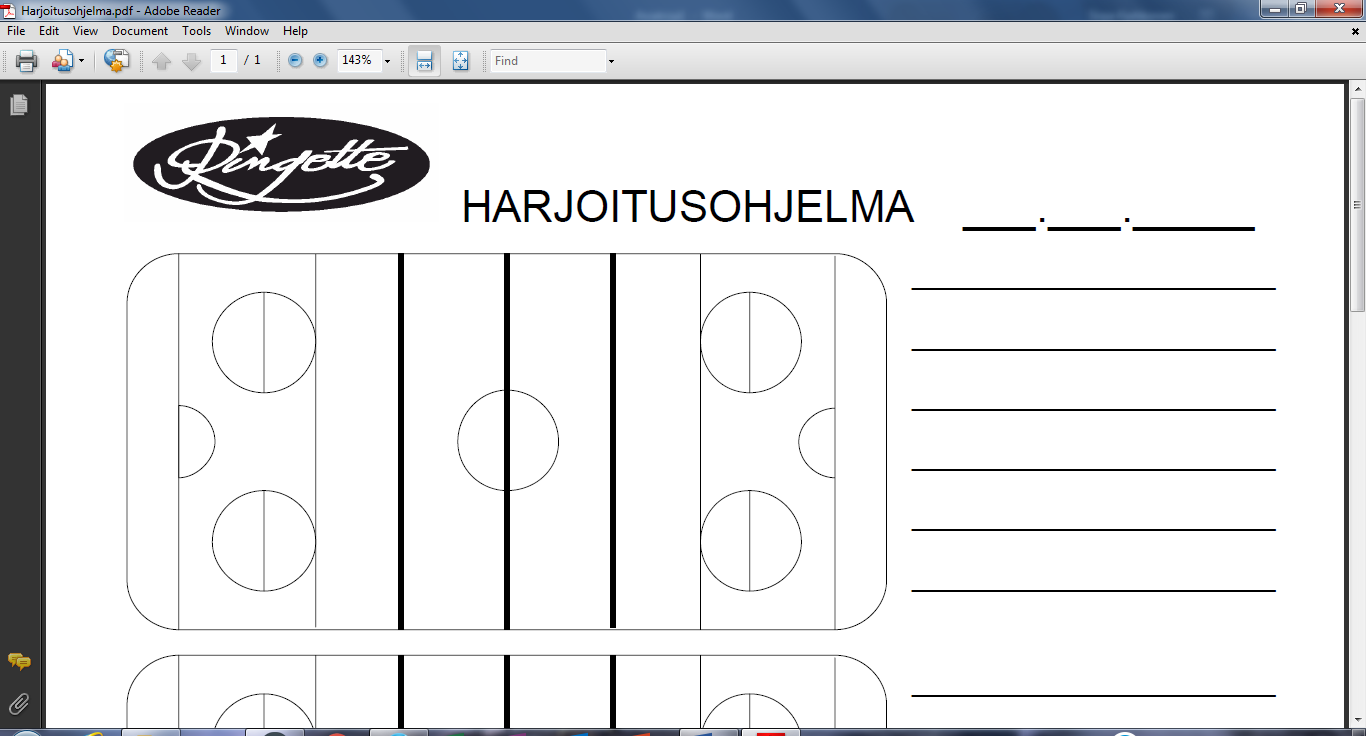 Harjoitusohjelma.pdf - Adobe Reader
File Edit View Document Tools Window Help
1 / 1 143% Find
Ringette
HARJOITUSOHJELMA ___.___._____